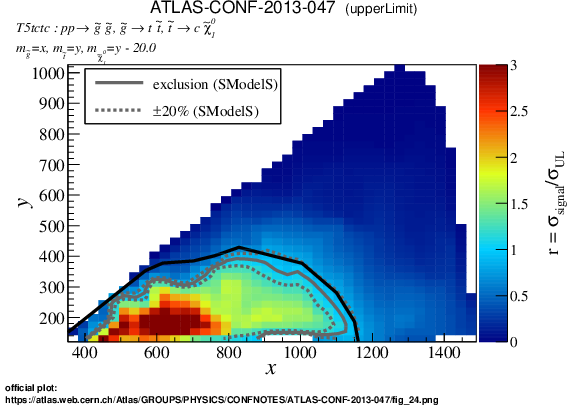 ATLAS-CONF-2013-047 (upperLimit)
T5tctc : pp → g̃ g̃, g̃ → t t̃, t̃ → c χ̃₁⁰
m_g̃=x, m_t̃=y, m_χ̃₁⁰=y - 20.0
exclusion (SModelS)
±20% (SModelS)
y
1000
900
800
700
600
500
400
300
200
400 600 800 1000 1200 1400
x
3
2.5
2
1.5
1
0.5
0
r = σ_signal/σ_UL
official plot:
https://atlas.web.cern.ch/Atlas/GROUPS/PHYSICS/CONFNOTES/ATLAS-CONF-2013-047/fig_24.png